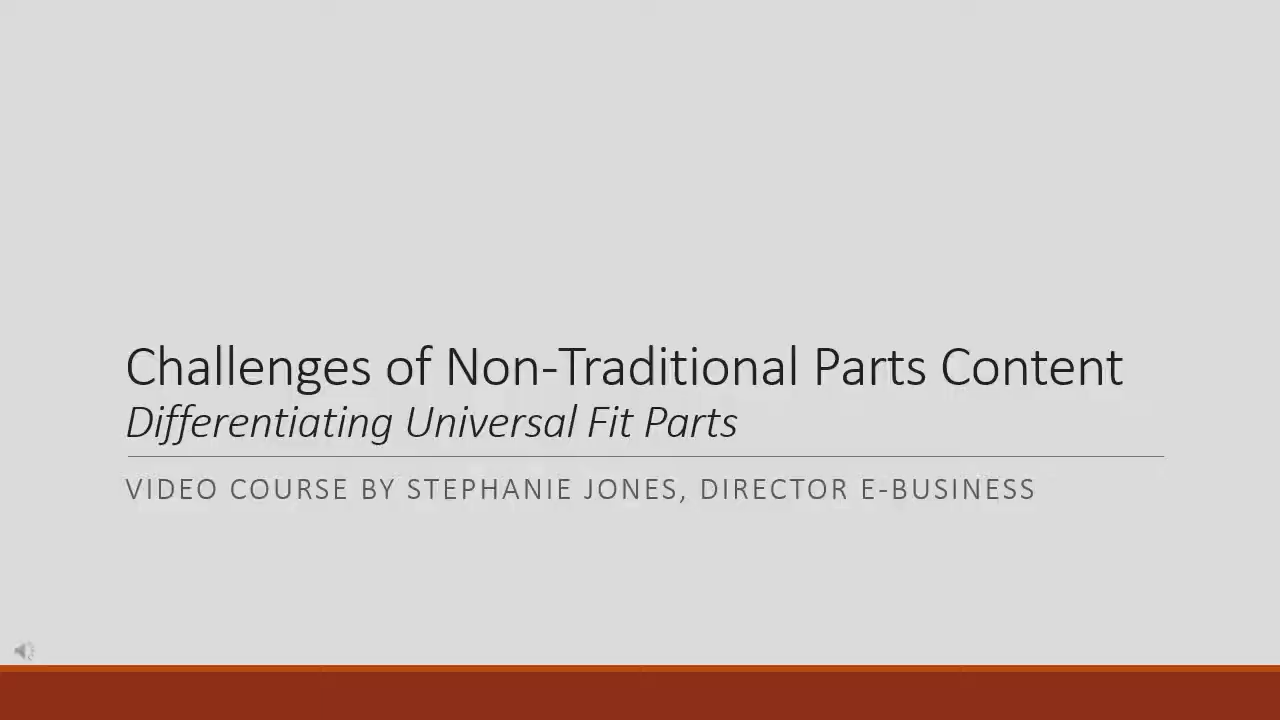 Challenges of Non-Traditional Parts Content
Differentiating Universal Fit Parts
VIDEO COURSE BY STEPHANIE JONES, DIRECTOR E-BUSINESS